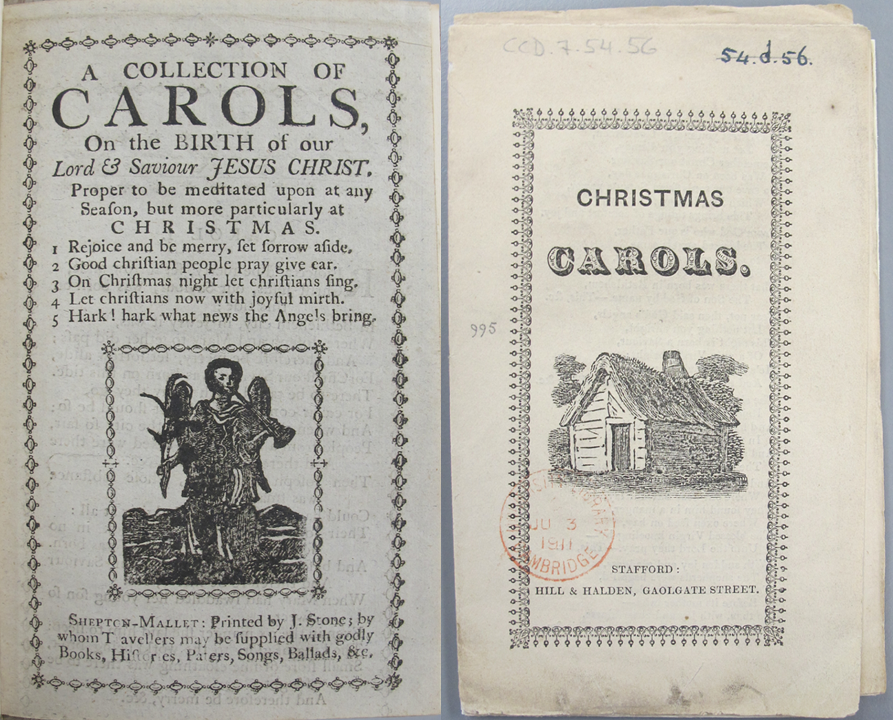 A COLLECTION OF
CAROLS,
On the BIRTH of our
Lord & Saviour JESUS CHRIST.
Proper to be meditated upon at any
Seaſon, but more particularly at
CHRISTMAS.
1 Rejoice and be merry, ſet ſorrow aſide.
2 Good chriſtian people pray give ear.
3 On Chriſtmas night let chriſtians ſing.
4 Let chriſtians now with joyful mirth.
5 Hark! hark what news the Angels bring.
SHEPTON-MALLET: Printed by J. Stone; by
whom T avellers may be ſupplied with godly
Books, Hiſt r es, Papers, Songs, Ballads, &c.
CCD.7.54.56
54.d.56.
CHRISTMAS
CAROLS.
995
LIBRARY
JU 3
1911
CAMBRIDGE
STAFFORD:
HILL & HALDEN, GAOLGATE STREET.